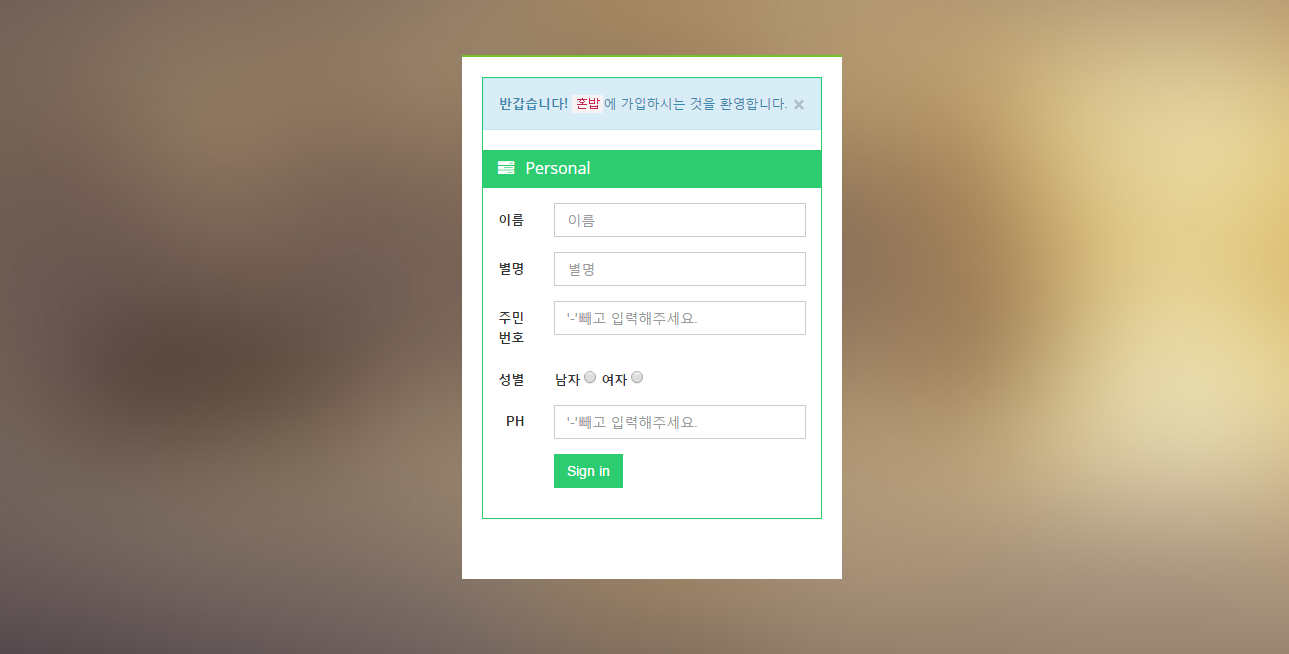 반갑습니다! 혼밥에 가입하시는 것을 환영합니다. ×
Personal
이름 이름
별명 별명
주민
번호 '-'빼고 입력해주세요.
성별 남자 여자
PH '-'빼고 입력해주세요.
Sign in